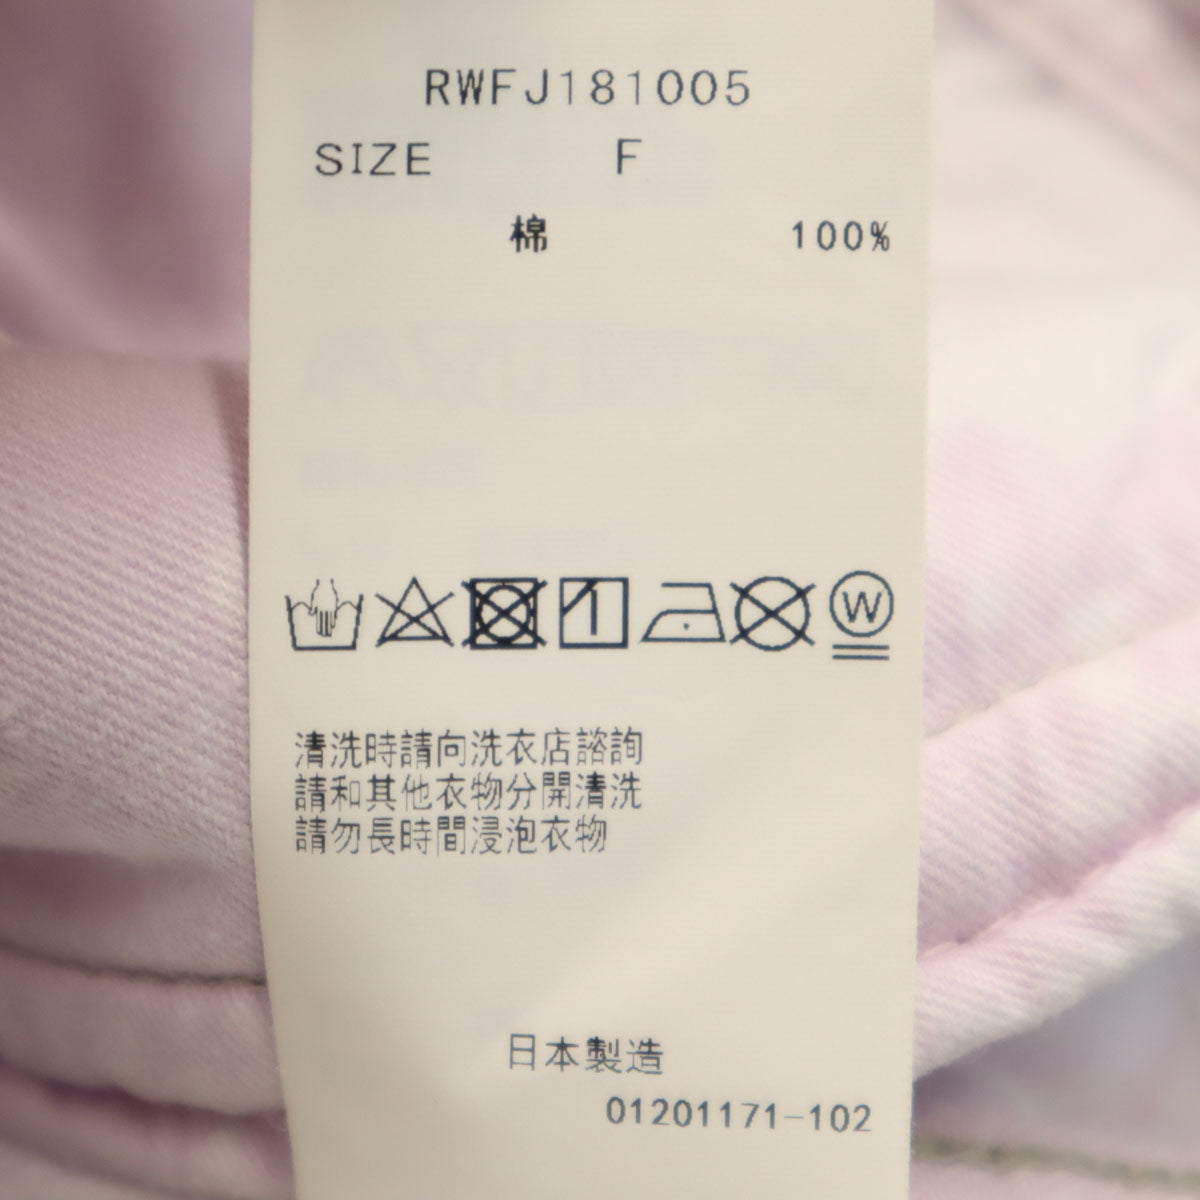 RWFJ181005
SIZE F
棉 100%
W
清洗時請向洗衣店諮詢
請和其他衣物分開清洗
請勿長時間浸泡衣物
日本製造
01201171-102